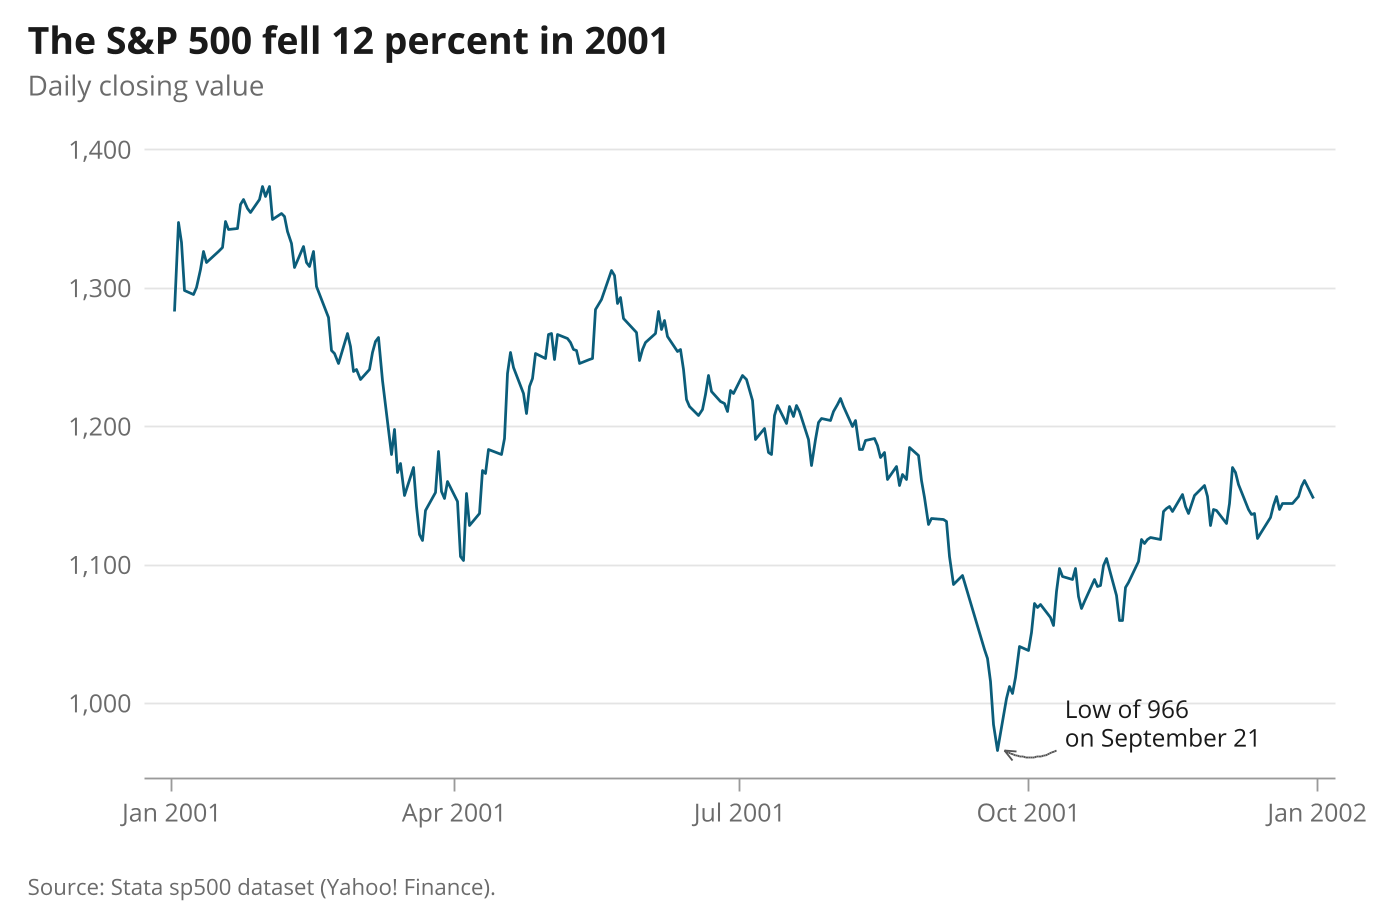 The S&P 500 fell 12 percent in 2001
Daily closing value
1,400
1,300
1,200
1,100
1,000
Low of 966
on September 21
Jan 2001
Apr 2001
Jul 2001
Oct 2001
Jan 2002
Source: Stata sp500 dataset (Yahoo! Finance).